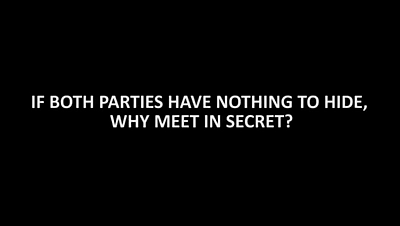 IF BOTH PARTIES HAVE NOTHING TO HIDE,
WHY MEET IN SECRET?